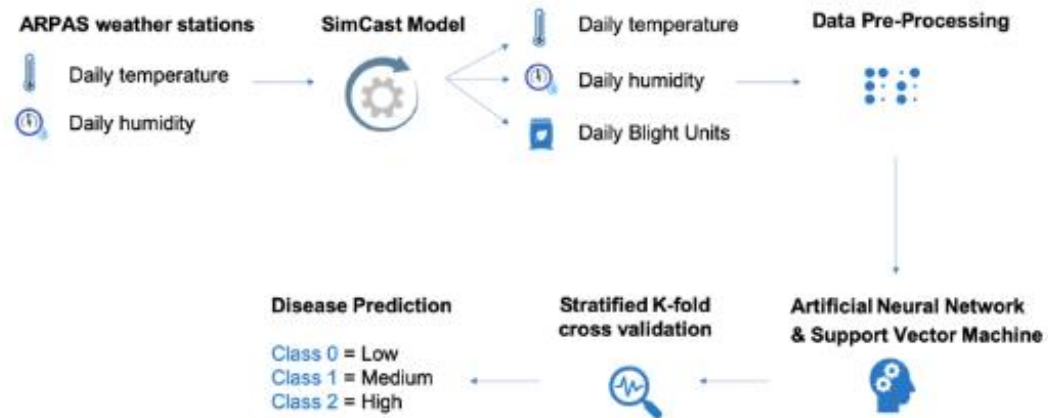 ARPAS weather stations
Daily temperature
Daily humidity
SimCast Model
Daily temperature
Daily humidity
Daily Blight Units
Data Pre-Processing
Artificial Neural Network
& Support Vector Machine
Stratified K-fold
cross validation
Disease Prediction
Class 0 = Low
Class 1 = Medium
Class 2 = High